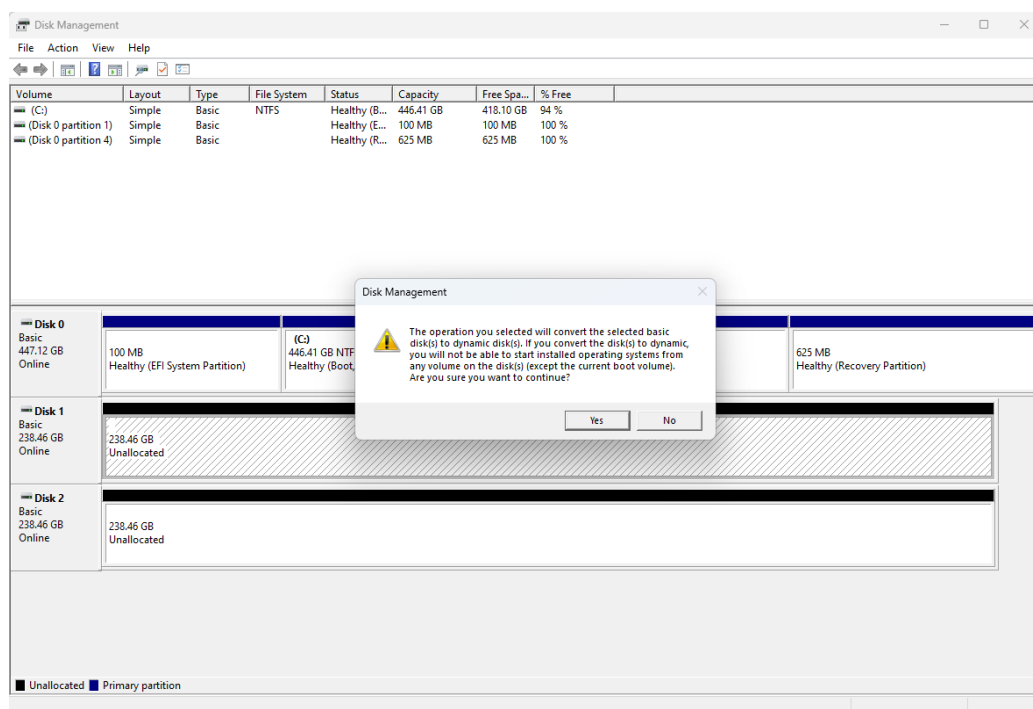 Disk Management
File Action View Help
Volume Layout Type File System Status Capacity Free Spa... % Free
(C:) Simple Basic NTFS Healthy (B... 446.41 GB 418.10 GB 94 %
(Disk 0 partition 1) Simple Basic Healthy (E... 100 MB 100 MB 100 %
(Disk 0 partition 4) Simple Basic Healthy (R... 625 MB 625 MB 100 %
Disk Management
The operation you selected will convert the selected basic
disk(s) to dynamic disk(s). If you convert the disk(s) to dynamic,
you will not be able to start installed operating systems from
any volume on the disk(s) (except the current boot volume).
Are you sure you want to continue?
Yes No
Disk 0
Basic
447.12 GB
Online
100 MB
Healthy (EFI System Partition)
(C:)
446.41 GB NTF
Healthy (Boot,
625 MB
Healthy (Recovery Partition)
Disk 1
Basic
238.46 GB
Online
238.46 GB
Unallocated
Disk 2
Basic
238.46 GB
Online
238.46 GB
Unallocated
Unallocated Primary partition